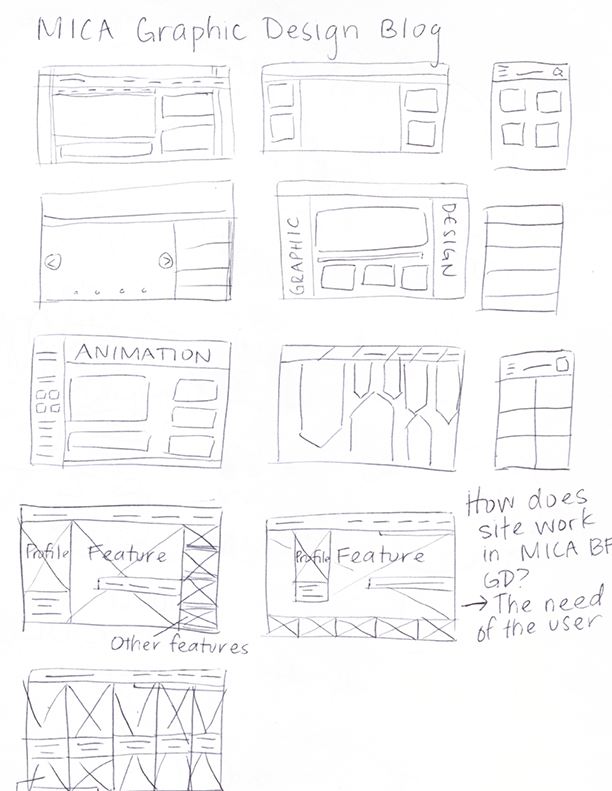 MICA Graphic Design Blog
GRAPHIC
DESIGN
ANIMATION
Profile
Feature
Other features
Profile
Feature
How does
site work
in MICA BF
GD?
→ The need
of the user